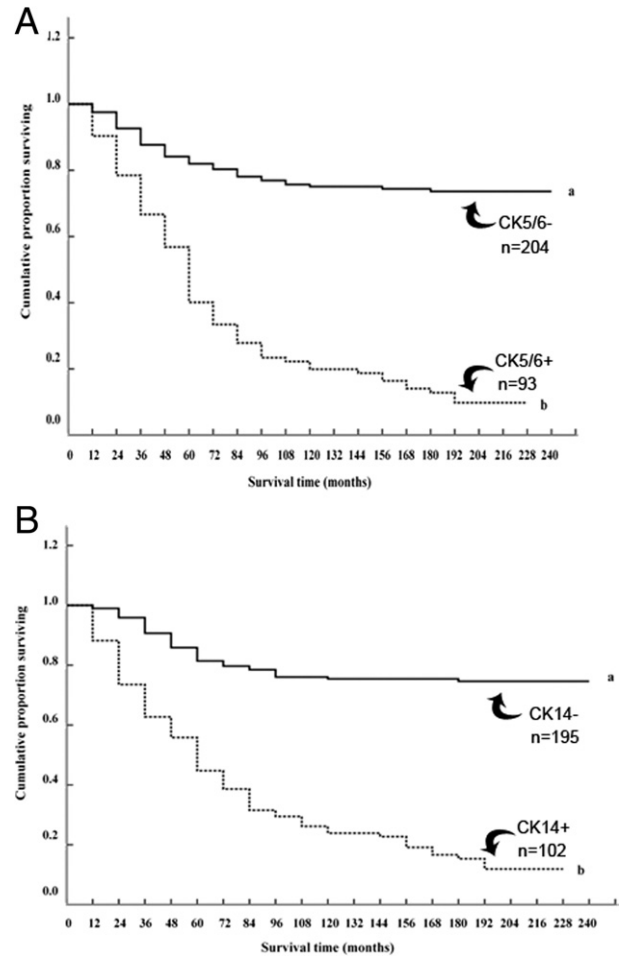 A
1.2
1.0
0.8
0.6
0.4
0.2
0.0
Cumulative proportion surviving
a
CK5/6-
n=204
CK5/6+
n=93
b
0 12 24 36 48 60 72 84 96 108 120 132 144 156 168 180 192 204 216 228 240
Survival time (months)
B
1.2
1.0
0.8
0.6
0.4
0.2
0.0
Cumulative proportion surviving
a
CK14-
n=195
CK14+
n=102
b
0 12 24 36 48 60 72 84 96 108 120 132 144 156 168 180 192 204 216 228 240
Survival time (months)